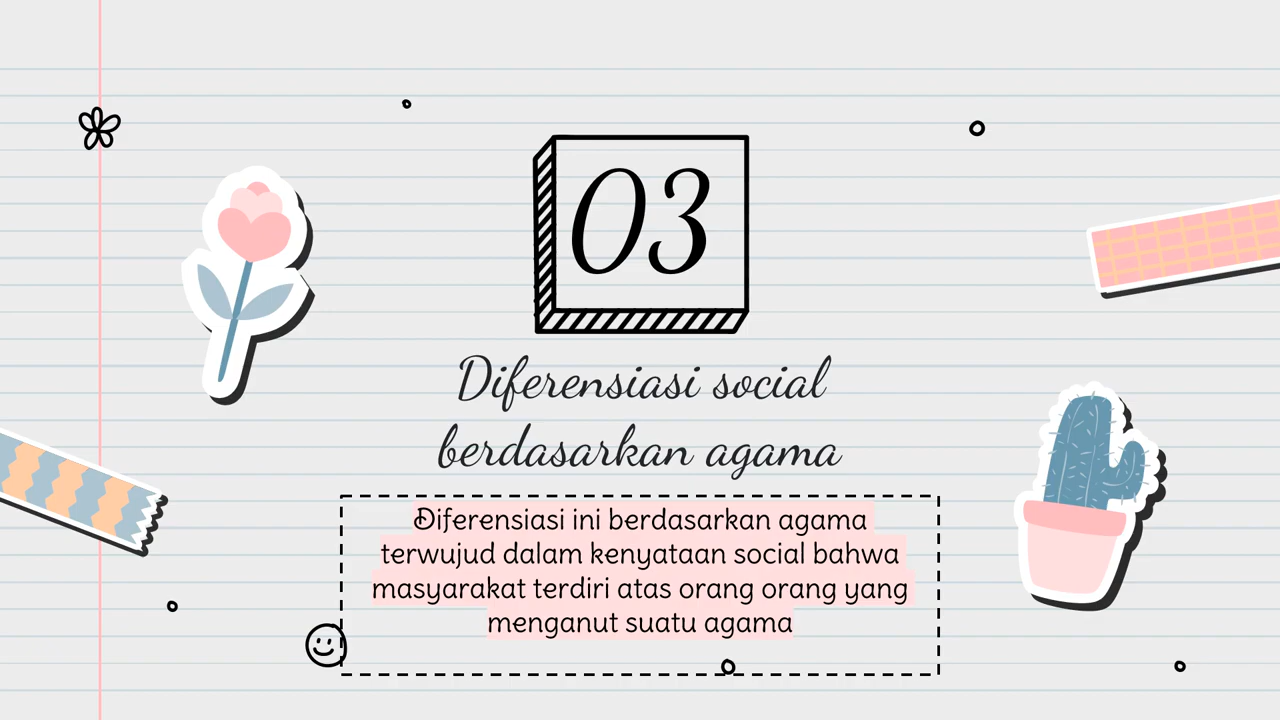 03
Diferensiasi social
berdasarkan agama
Diferensiasi ini berdasarkan agama
terwujud dalam kenyataan social bahwa
masyarakat terdiri atas orang orang yang
menganut suatu agama